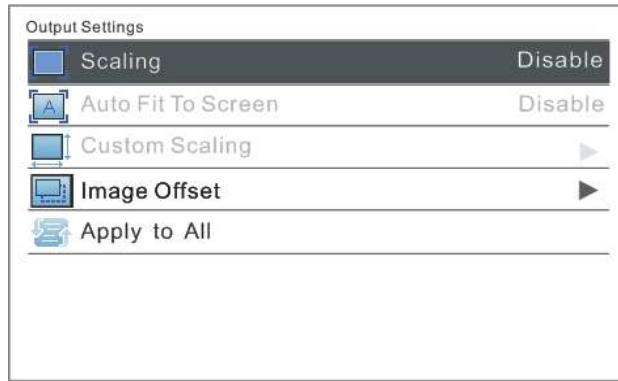 Output Settings
Scaling Disable
A Auto Fit To Screen Disable
Custom Scaling
Image Offset
Apply to All